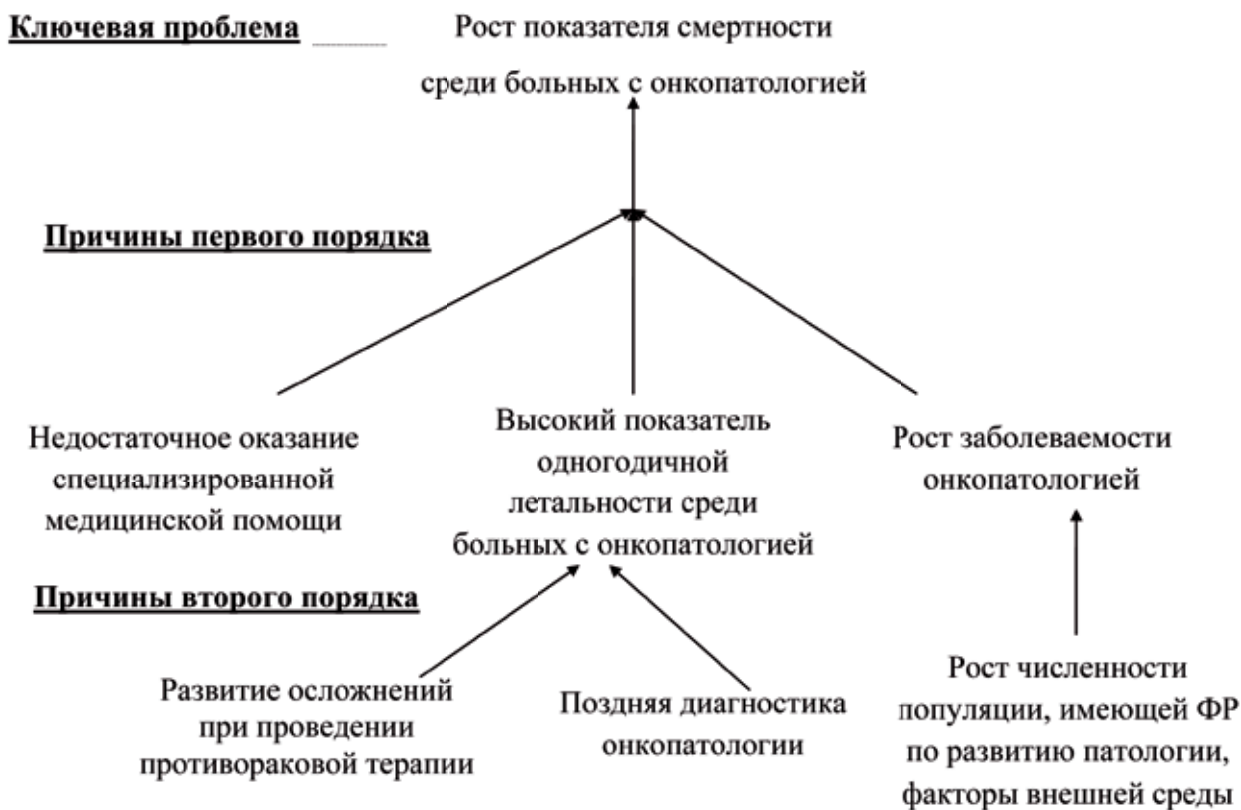 Ключевая проблема
Рост показателя смертности
среди больных с онкопатологией
Причины первого порядка
Недостаточное оказание
специализированной
медицинской помощи
Высокий показатель
одногодичной
летальности среди
больных с онкопатологией
Рост заболеваемости
онкопатологией
Причины второго порядка
Развитие осложнений
при проведении
противораковой терапии
Поздняя диагностика
онкопатологии
Рост численности
популяции, имеющей ФР
по развитию патологии,
факторы внешней среды